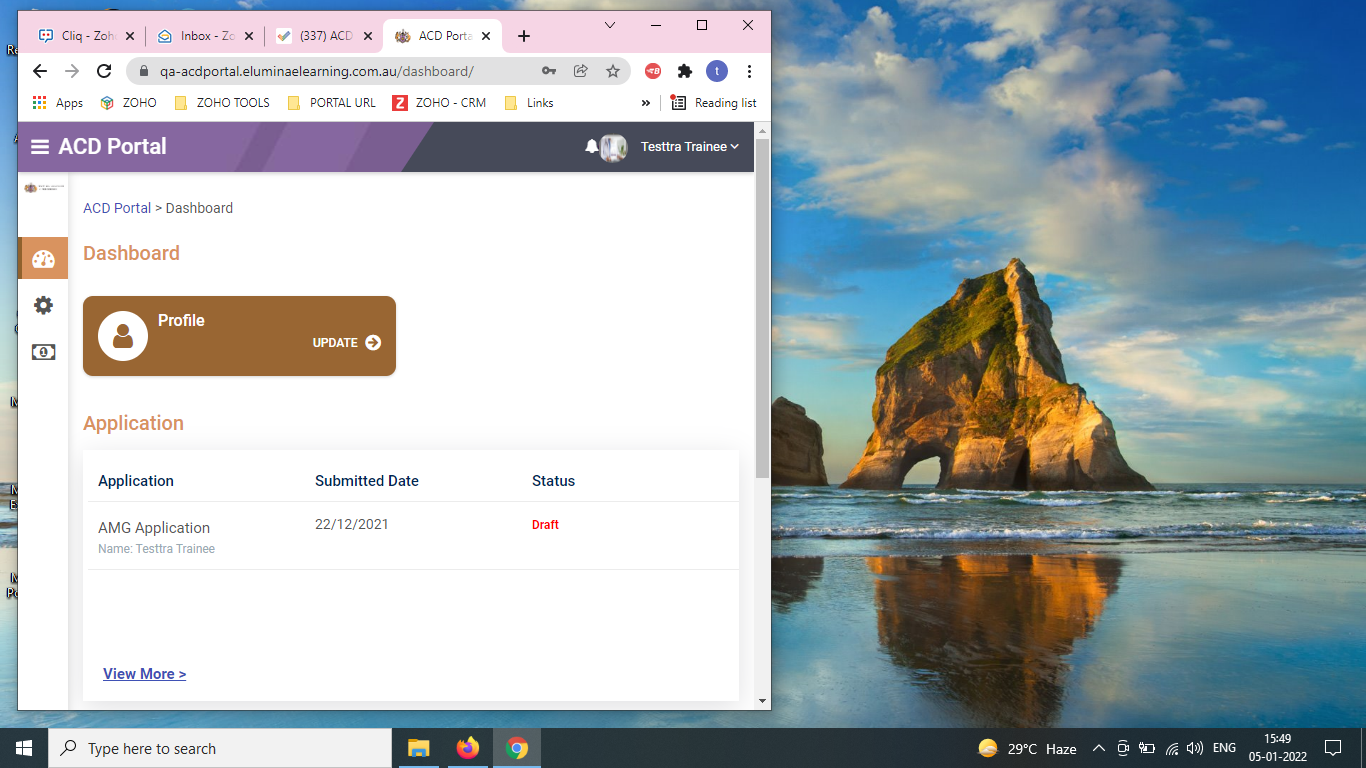 Cliq - Zoh
Inbox - Zo
(337) ACD
ACD Porta
qa-acdportal.eluminaelearning.com.au/dashboard/
t
Apps
ZOHO
ZOHO TOOLS
PORTAL URL
ZOHO - CRM
Links
»
Reading list
ACD Portal
Testtra Trainee
ACD Portal > Dashboard
Dashboard
Profile
UPDATE
Application
Application Submitted Date Status
AMG Application 22/12/2021 Draft
Name: Testtra Trainee
View More >
Type here to search
29°C Haze
ENG
15:49
05-01-2022